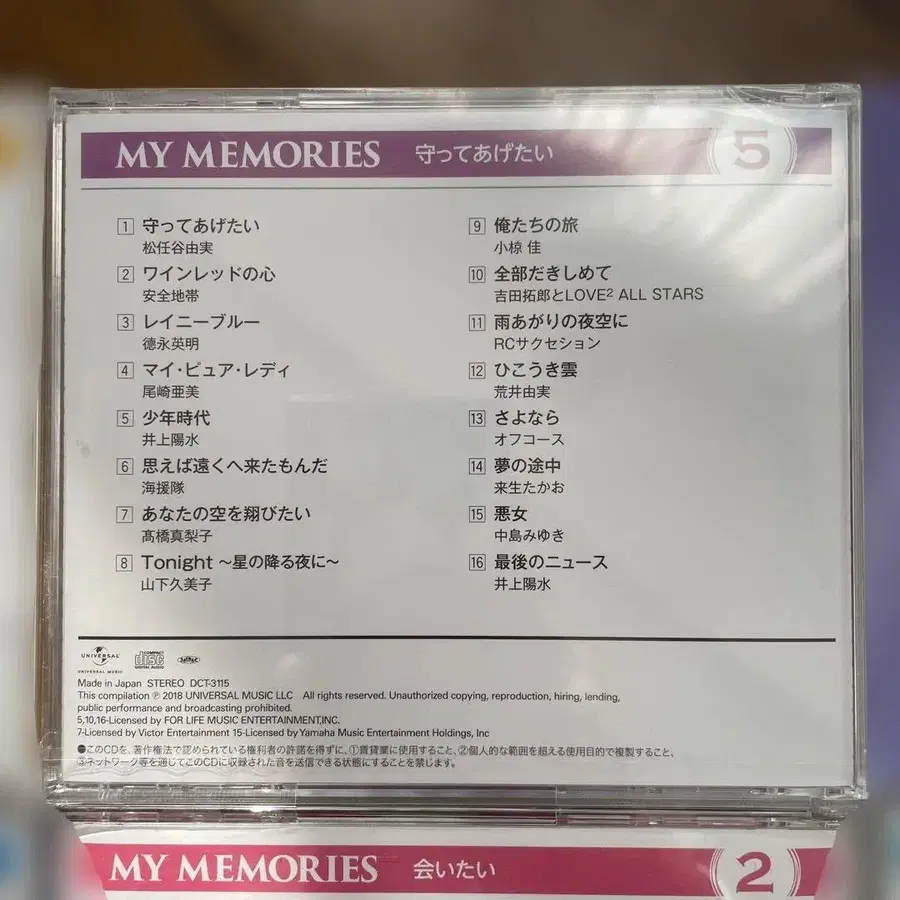 MY MEMORIES 守ってあげたい 5
1 守ってあげたい
松任谷由実
2 ワインレッドの心
安全地帯
3 レイニーブルー
德永英明
4 マイ・ピュア・レディ
尾崎亜美
5 少年時代
井上陽水
6 思えば遠くへ来たもんだ
海援隊
7 あなたの空を翔びたい
髙橋真梨子
8 Tonight ～星の降る夜に～
山下久美子
9 俺たちの旅
小椋 佳
10 全部だきしめて
吉田拓郎とLOVE² ALL STARS
11 雨あがりの夜空に
RCサクセション
12 ひこうき雲
荒井由実
13 さよなら
オフコース
14 夢の途中
来生たかお
15 悪女
中島みゆき
16 最後のニュース
井上陽水
UNIVERSAL
UNIVERSAL MUSIC
COMPACT
disc
DIGITAL AUDIO
Made in Japan STEREO DCT-3115
This compilation ℗ 2018 UNIVERSAL MUSIC LLC All rights reserved. Unauthorized copying, reproduction, hiring, lending,
public performance and broadcasting prohibited.
5,10,16-Licensed by FOR LIFE MUSIC ENTERTAINMENT,INC.
7-Licensed by Victor Entertainment 15-Licensed by Yamaha Music Entertainment Holdings, Inc
●このCDを、著作権法で認められている権利者の許諾を得ずに、①賃貸業に使用すること、②個人的な範囲を超える使用目的で複製すること、
③ネットワーク等を通じてこのCDに収録された音を送信できる状態にすることを禁じます。
MY MEMORIES 会いたい 2